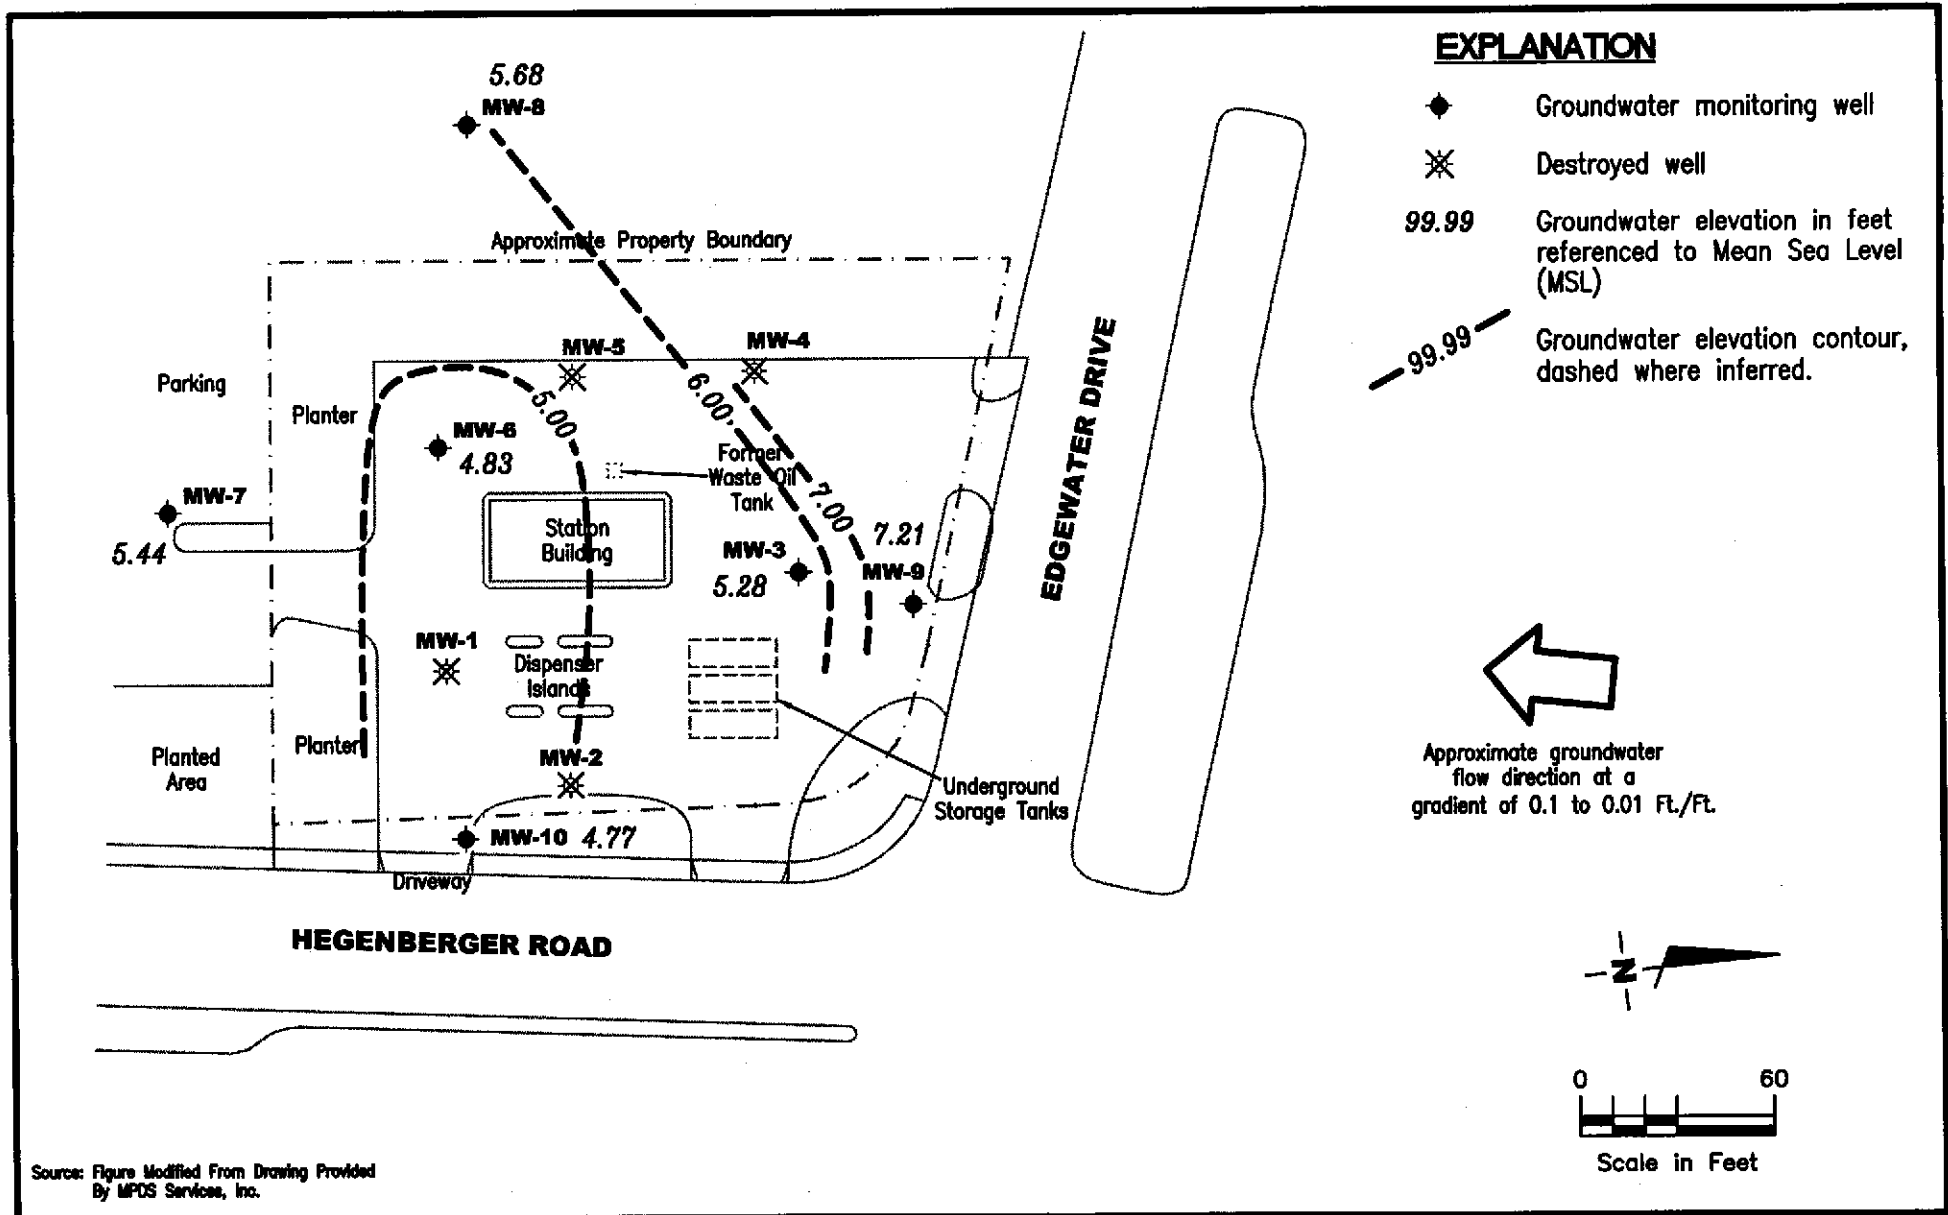 EXPLANATION
Groundwater monitoring well
Destroyed well
99.99
Groundwater elevation in feet
referenced to Mean Sea Level
(MSL)
99.99
Groundwater elevation contour,
dashed where inferred.
5.68
MW-8
Approximate Property Boundary
MW-5
MW-4
Parking
Planter
5.00
6.00
MW-6
4.83
Former
Waste Oil
Tank
7.00
MW-7
5.44
Station
Building
MW-3
5.28
7.21
MW-9
EDGEWATER DRIVE
MW-1
Dispenser
Islands
Planted
Area
Planter
MW-2
Underground
Storage Tanks
MW-10 4.77
Driveway
HEGENBERGER ROAD
Approximate groundwater
flow direction at a
gradient of 0.1 to 0.01 Ft./Ft.
N
0 60
Scale in Feet
Source: Figure Modified From Drawing Provided
By MPDS Services, Inc.